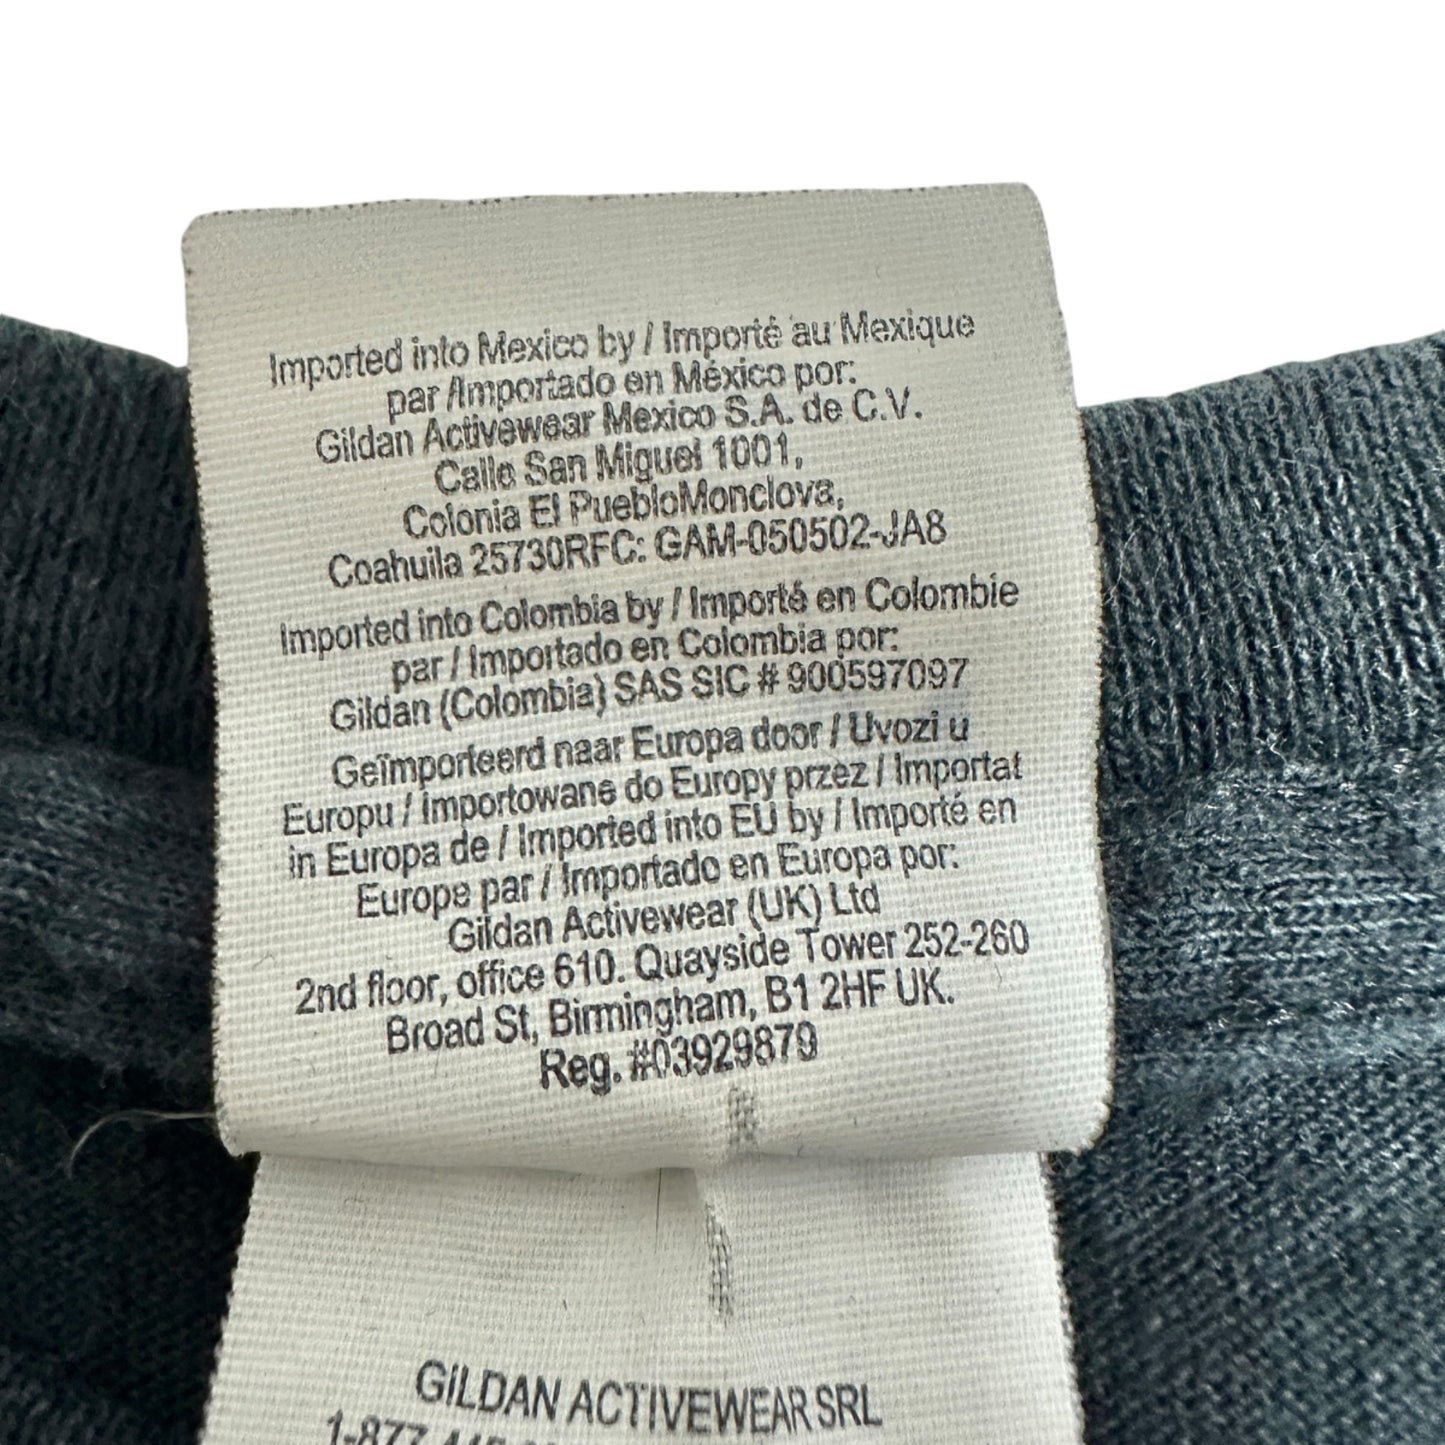 Imported into Mexico by / Importé au Mexique
par /Importado en México por:
Gildan Activewear Mexico S.A. de C.V.
Calle San Miguel 1001,
Colonia El PuebloMonclova,
Coahuila 25730RFC: GAM-050502-JA8
Imported into Colombia by / Importé en Colombie
par / Importado en Colombia por:
Gildan (Colombia) SAS SIC # 900597097
Geïmporteerd naar Europa door / Uvozi u
Europu / Importowane do Europy przez / Importat
in Europa de / Imported into EU by / Importé en
Europe par / Importado en Europa por:
Gildan Activewear (UK) Ltd
2nd floor, office 610. Quayside Tower 252-260
Broad St, Birmingham, B1 2HF UK.
Reg. #03929879
GILDAN ACTIVEWEAR SRL
1-877